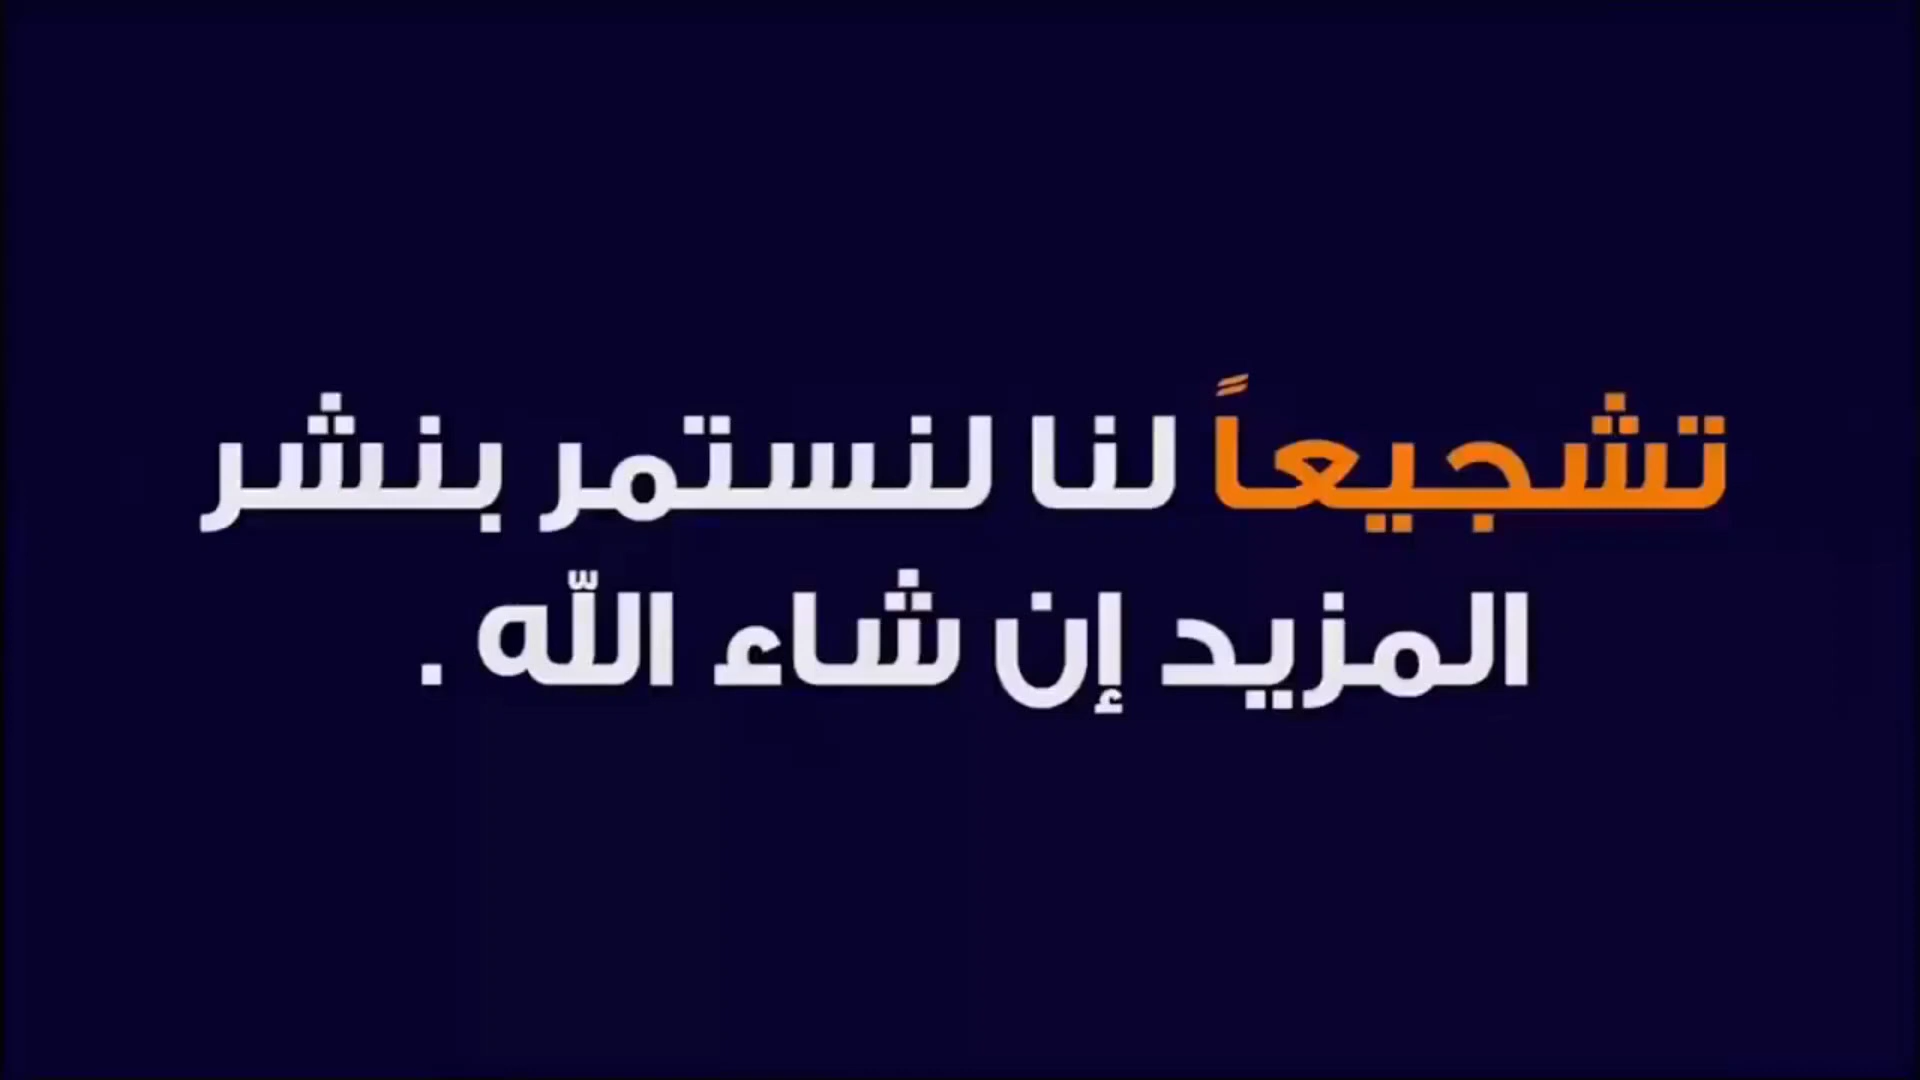 تشجيعاً لنا لنستمر بنشر
المزيد إن شاء اللّه .